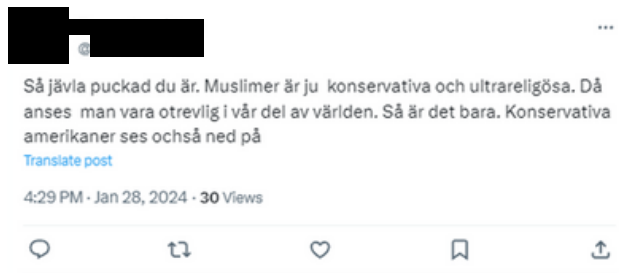 @
Så jävla puckad du är. Muslimer är ju konservativa och ultrareligösa. Då
anses man vara otrevlig i vår del av världen. Så är det bara. Konservativa
amerikaner ses ochså ned på
Translate post
4:29 PM · Jan 28, 2024 · 30 Views